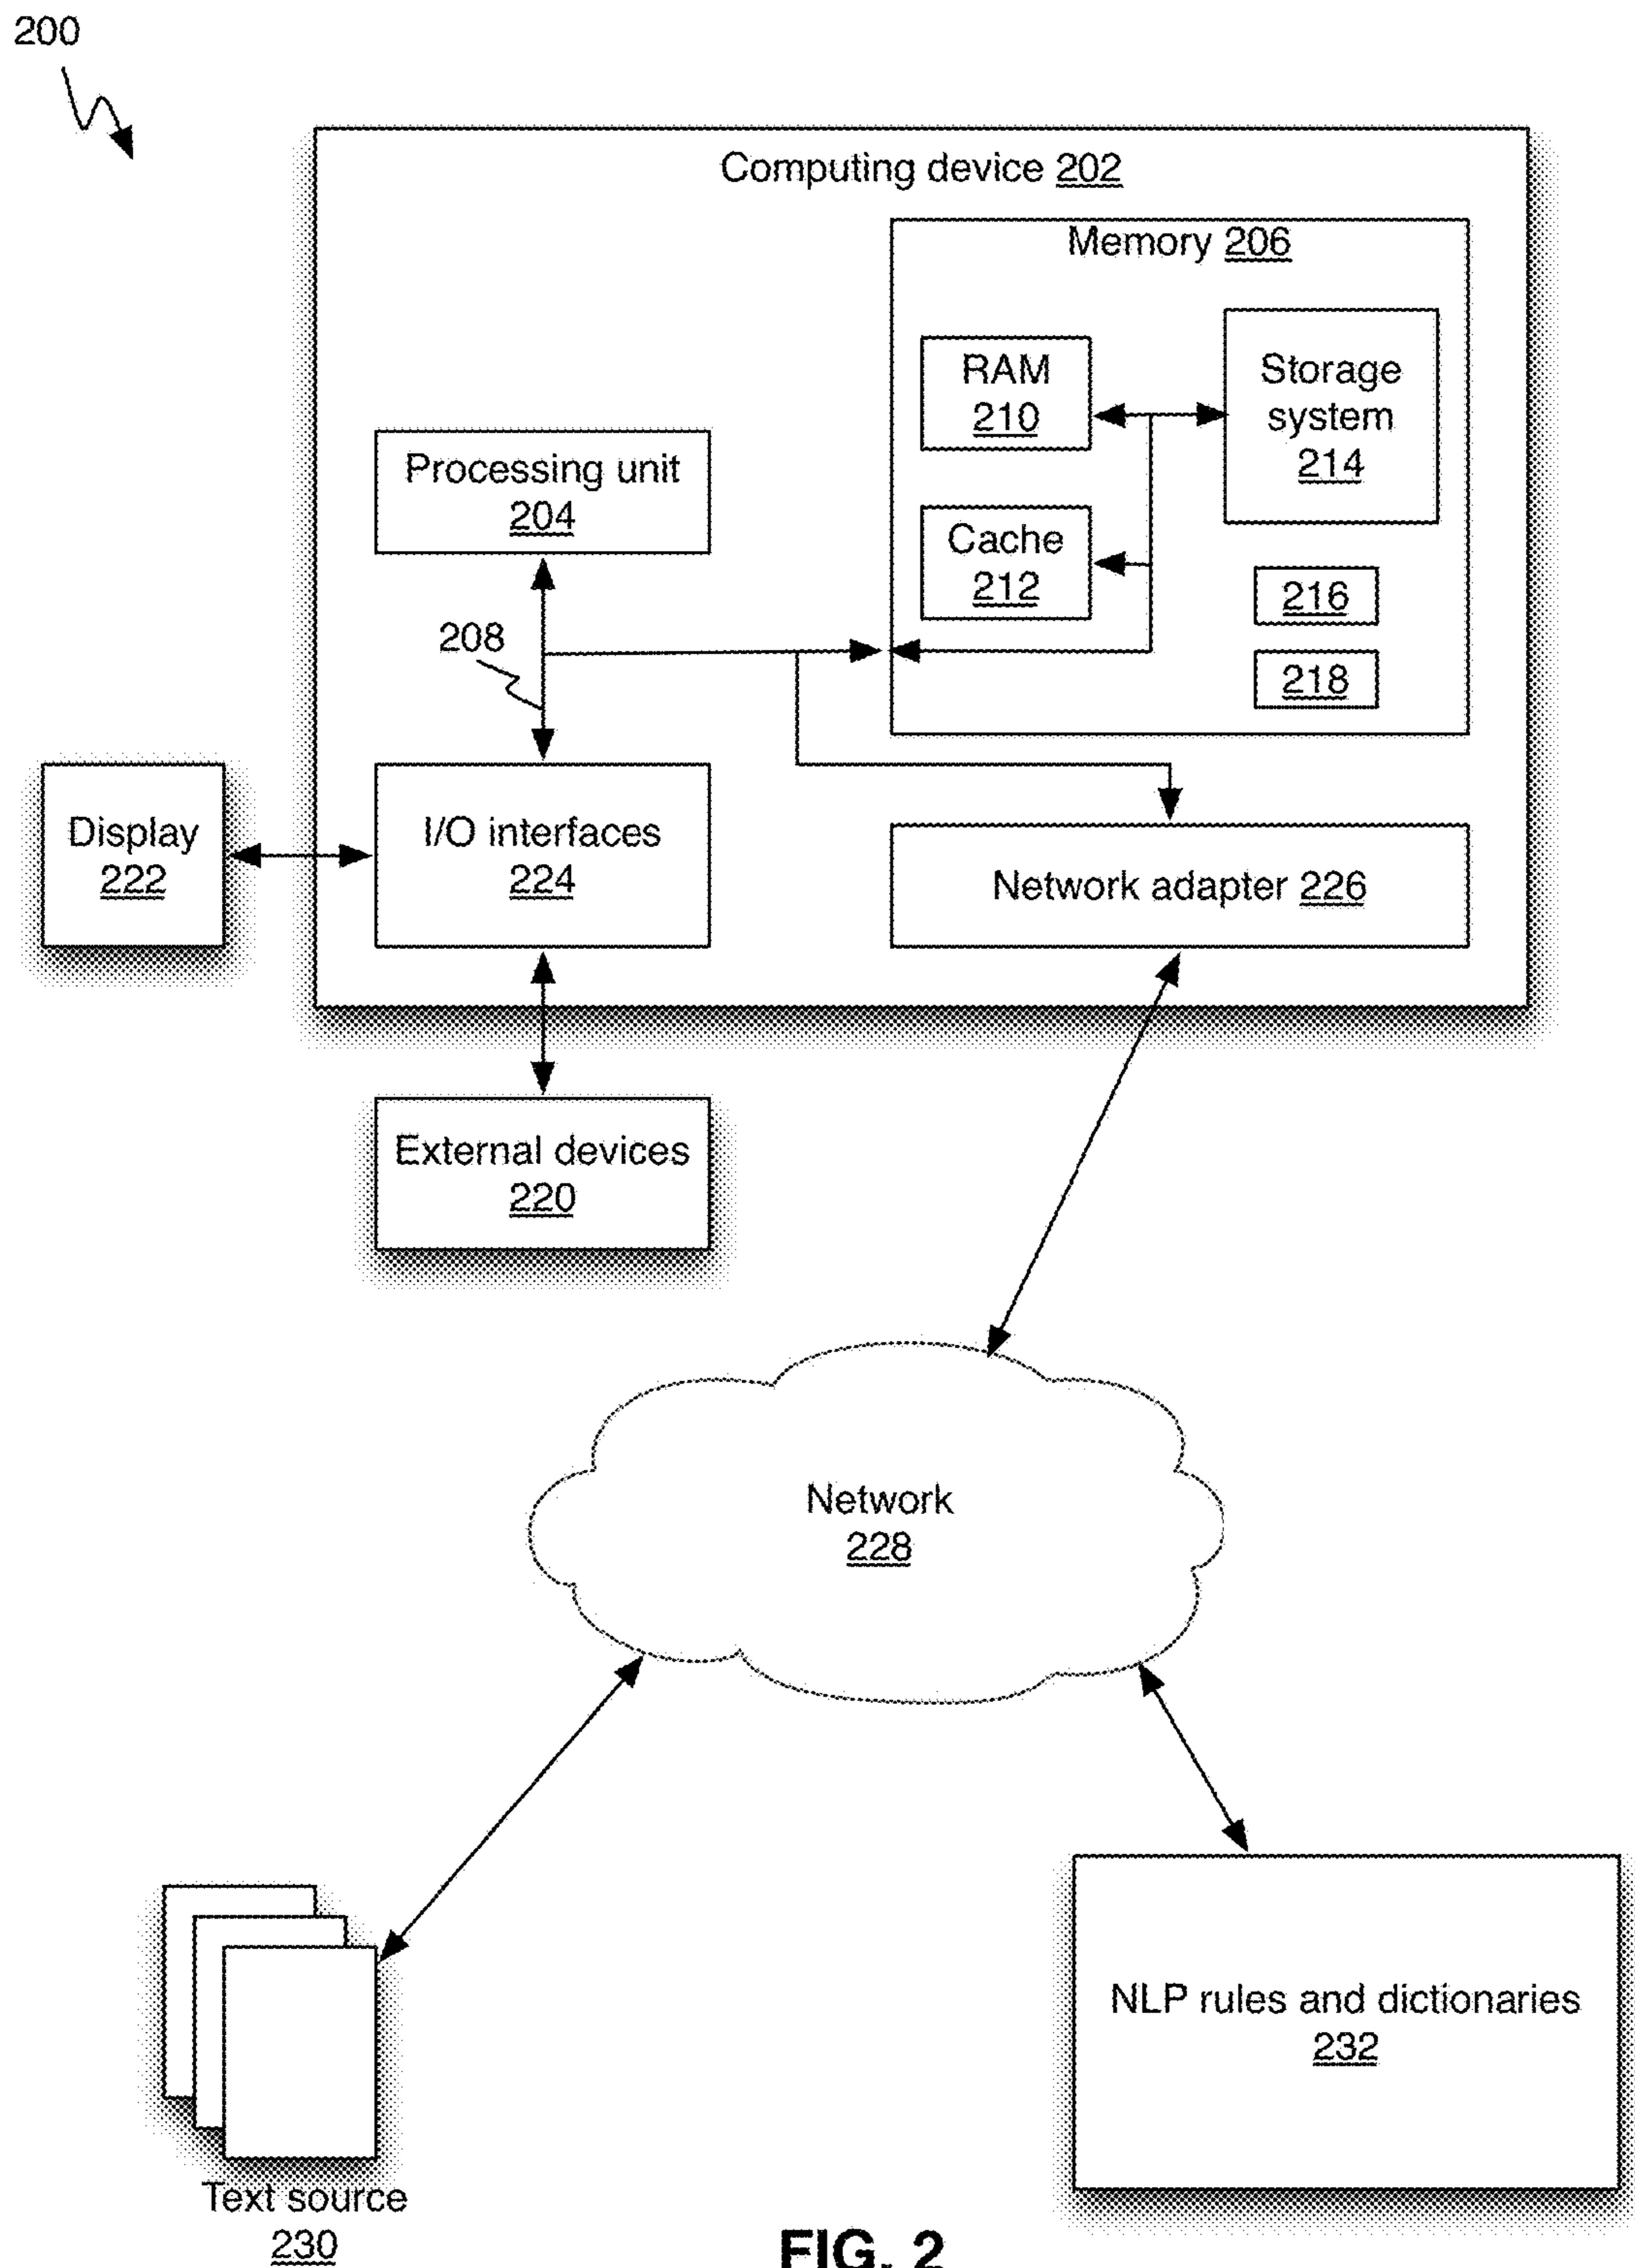 200
Computing device 202
Memory 206
RAM
210
Storage
system
214
Processing unit
204
Cache
212
216
208
218
Display
222
I/O interfaces
224
Network adapter 226
External devices
220
Network
228
NLP rules and dictionaries
232
Text source
230
FIG. 2